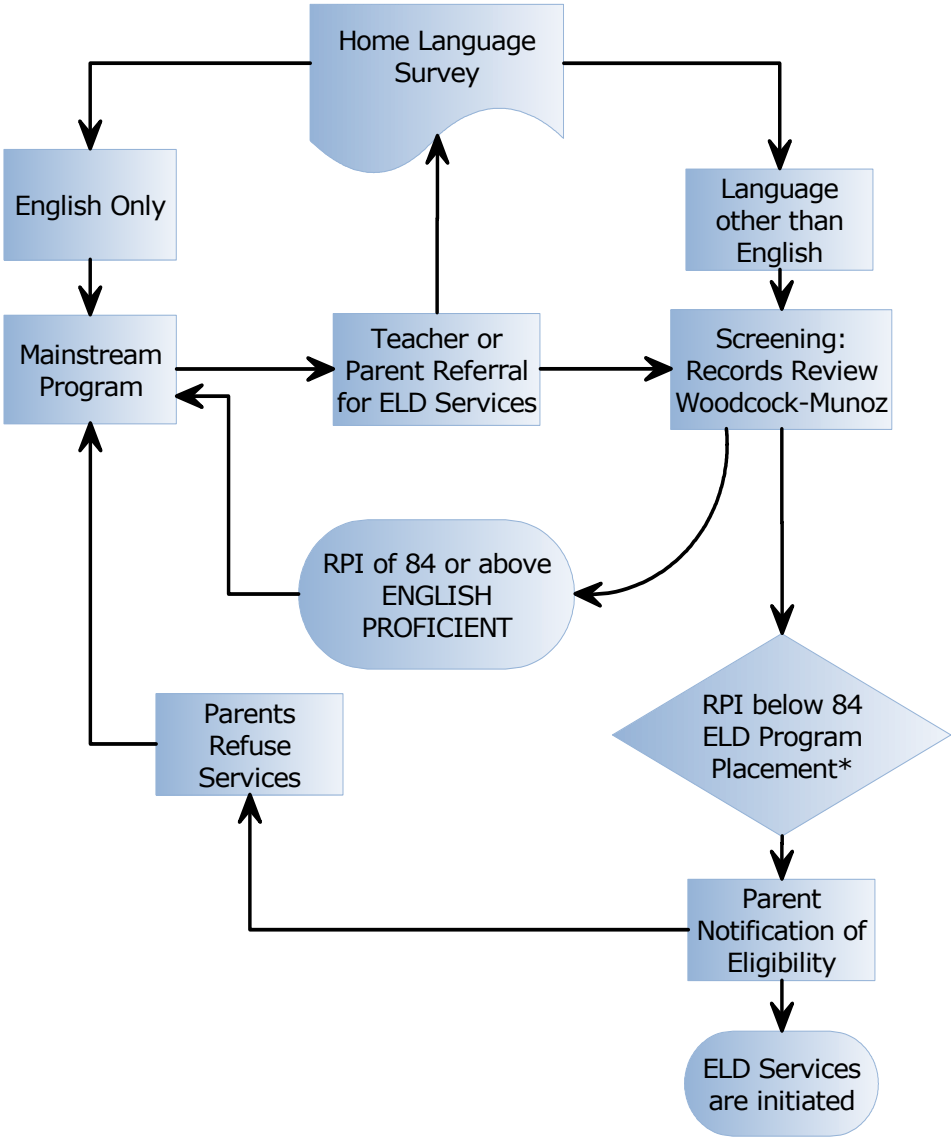 Home Language
Survey
English Only
Language
other than
English
Mainstream
Program
Teacher or
Parent Referral
for ELD Services
Screening:
Records Review
Woodcock-Munoz
RPI of 84 or above
ENGLISH
PROFICIENT
RPI below 84
ELD Program
Placement*
Parents
Refuse
Services
Parent
Notification of
Eligibility
ELD Services
are initiated